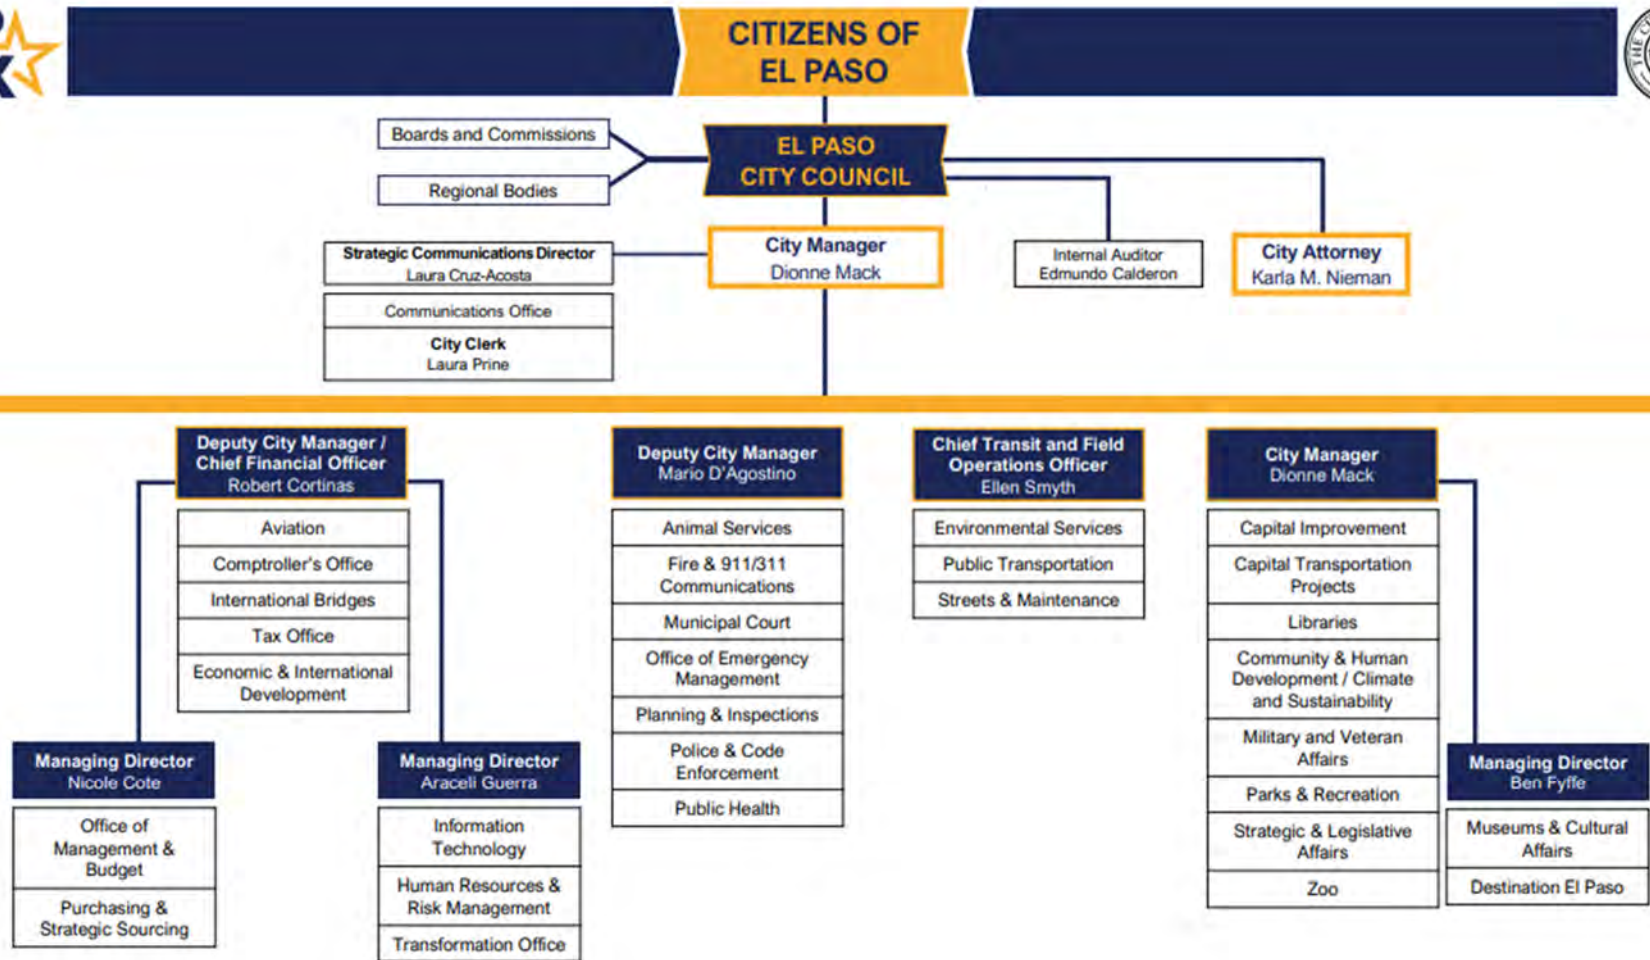 CITIZENS OF
EL PASO
Boards and Commissions
Regional Bodies
EL PASO
CITY COUNCIL
Strategic Communications Director
Laura Cruz-Acosta
Communications Office
City Clerk
Laura Prine
City Manager
Dionne Mack
Internal Auditor
Edmundo Calderon
City Attorney
Karla M. Nieman
Deputy City Manager /
Chief Financial Officer
Robert Cortinas
Aviation
Comptroller's Office
International Bridges
Tax Office
Economic & International
Development
Managing Director
Nicole Cote
Office of
Management &
Budget
Purchasing &
Strategic Sourcing
Managing Director
Araceli Guerra
Information
Technology
Human Resources &
Risk Management
Transformation Office
Deputy City Manager
Mario D'Agostino
Animal Services
Fire & 911/311
Communications
Municipal Court
Office of Emergency
Management
Planning & Inspections
Police & Code
Enforcement
Public Health
Chief Transit and Field
Operations Officer
Ellen Smyth
Environmental Services
Public Transportation
Streets & Maintenance
City Manager
Dionne Mack
Capital Improvement
Capital Transportation
Projects
Libraries
Community & Human
Development / Climate
and Sustainability
Military and Veteran
Affairs
Parks & Recreation
Strategic & Legislative
Affairs
Zoo
Managing Director
Ben Fyffe
Museums & Cultural
Affairs
Destination El Paso